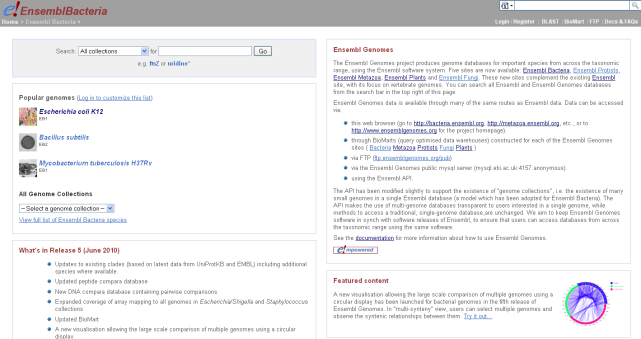 e! EnsemblBacteria
Home > Ensembl Bacteria
Login / Register | BLAST | BioMart | FTP | Docs & FAQs
Search: All collections for Go
e.g. ftsZ or uridine*
Popular genomes (Log in to customize this list)
Escherichia coli K12
EB1
Bacillus subtilis
EB2
Mycobacterium tuberculosis H37Rv
EB1
All Genome Collections
-- Select a genome collection --
View full list of Ensembl Bacteria species
What's in Release 5 (June 2010)
Updates to existing clades (based on latest data from UniProtKB and EMBL) including additional
species where available.
Updated peptide compara database
New DNA compara database containing pairwise comparisons
Expanded coverage of array mapping to all genomes in Escherichia/Shigella and Staphylococcus
collections
Updated BioMart
A new visualisation allowing the large scale comparison of multiple genomes using a circular
display
Ensembl Genomes
The Ensembl Genomes project produces genome databases for important species from across the taxonomic
range, using the Ensembl software system. Five sites are now available: Ensembl Bacteria, Ensembl Protists,
Ensembl Metazoa, Ensembl Plants and Ensembl Fungi. These new sites complement the existing Ensembl
site, with its focus on vertebrate genomes. You can search all Ensembl and Ensembl Genomes databases
from the search bar in the top right of this page.
Ensembl Genomes data is available through many of the same routes as Ensembl data. Data can be accessed
via:
this web browser (go to http://bacteria.ensembl.org, http://metazoa.ensembl.org, etc., or to
http://www.ensemblgenomes.org for the project homepage).
through BioMarts (query optimised data warehouses) constructed for each of the Ensembl Genomes
sites ( Bacteria Metazoa Protists Fungi Plants )
via FTP (ftp.ensemblgenomes.org/pub)
via the Ensembl Genomes public mysql server (mysql.ebi.ac.uk 4157:anonymous).
using the Ensembl API.
The API has been modified slightly to support the existence of "genome collections", i.e. the existence of many
small genomes in a single Ensembl database (a model which has been adopted for Ensembl Bacteria). The
API makes the use of multi-genome databases transparent to users interested in a single genome, while
methods to access a traditional, single-genome database,are unchanged. We aim to keep Ensembl Genomes
software in synch with software releases of Ensembl, to ensure that users can access databases from across
the taxonomic range using the same software.
See the documentation for more information about how to use Ensembl Genomes.
e! mpowered
Featured content
A new visualisation allowing the large scale comparison of multiple genomes using a
circular display has been launched for bacterial genomes in the fifth release of
Ensembl Genomes. In "multi-synteny" view, users can select multiple genomes and
observe the syntenic relationships between them. Try it out...